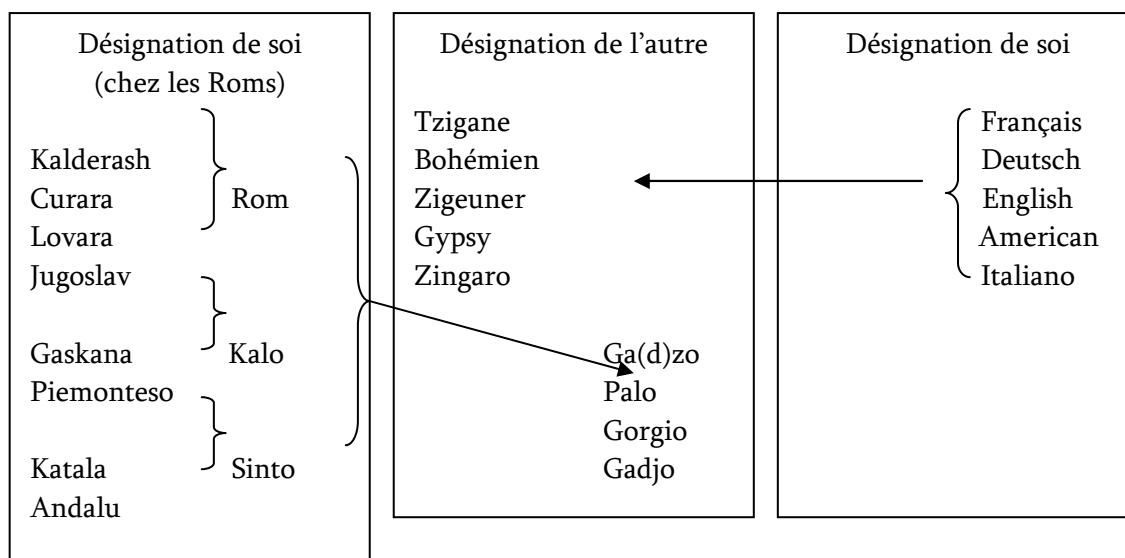 Désignation de soi
(chez les Roms)
Kalderash
Curara
Rom
Lovara
Jugoslav
Gaskana
Kalo
Piemonteso
Katala
Sinto
Andalu
Désignation de l’autre
Tzigane
Bohémien
Zigeuner
Gypsy
Zingaro
Ga(d)zo
Palo
Gorgio
Gadjo
Désignation de soi
Français
Deutsch
English
American
Italiano